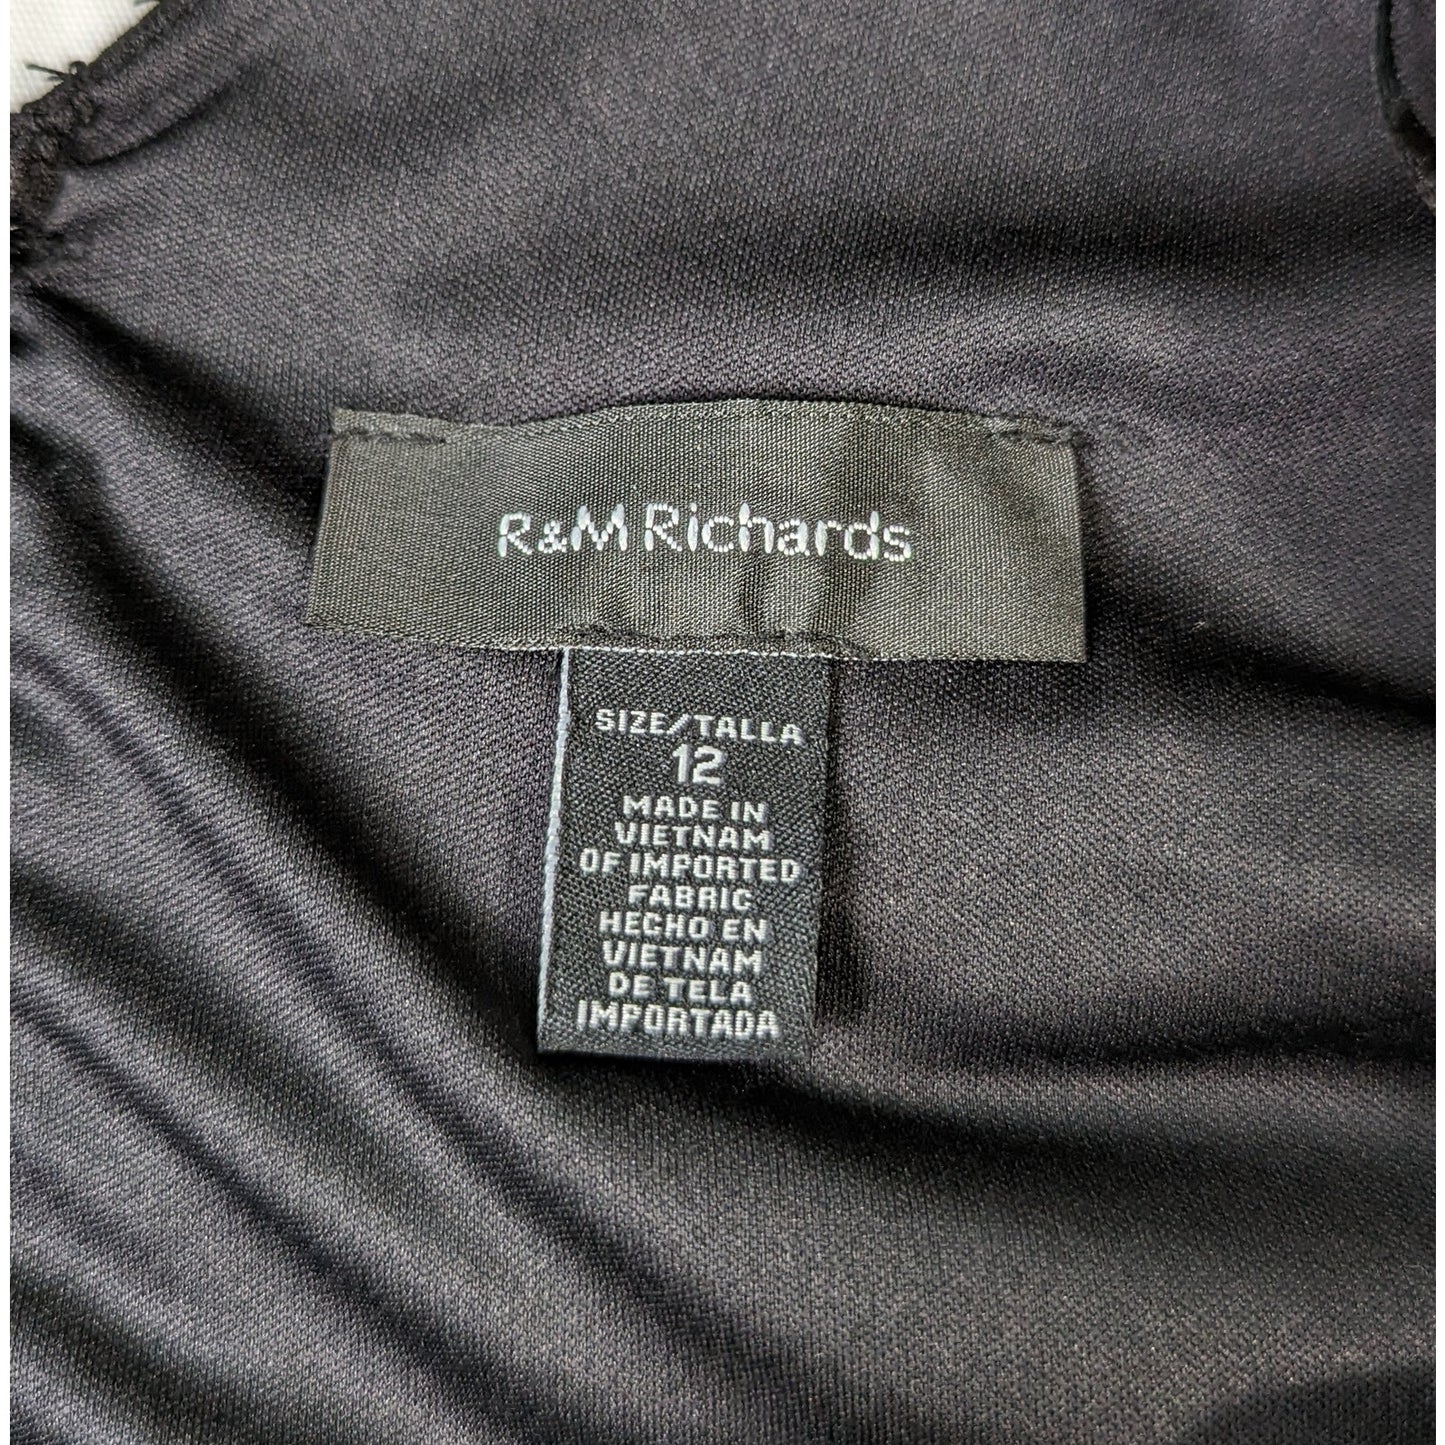 R&M Richards
SIZE/TALLA
12
MADE IN
VIETNAM
OF IMPORTED
FABRIC
HECHO EN
VIETNAM
DE TELA
IMPORTADA